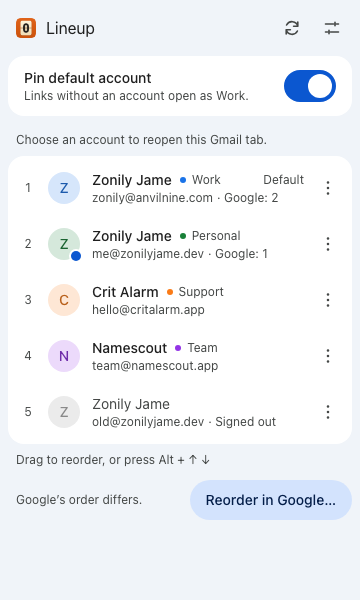 0 Lineup
Pin default account
Links without an account open as Work.
Choose an account to reopen this Gmail tab.
1 Z Zonily Jame • Work Default
zonily@anvilnine.com · Google: 2
2 Z Zonily Jame • Personal
me@zonilyjame.dev · Google: 1
3 C Crit Alarm • Support
hello@critalarm.app
4 N Namescout • Team
team@namescout.app
5 Z Zonily Jame
old@zonilyjame.dev · Signed out
Drag to reorder, or press Alt + ↑ ↓
Google’s order differs.
Reorder in Google...